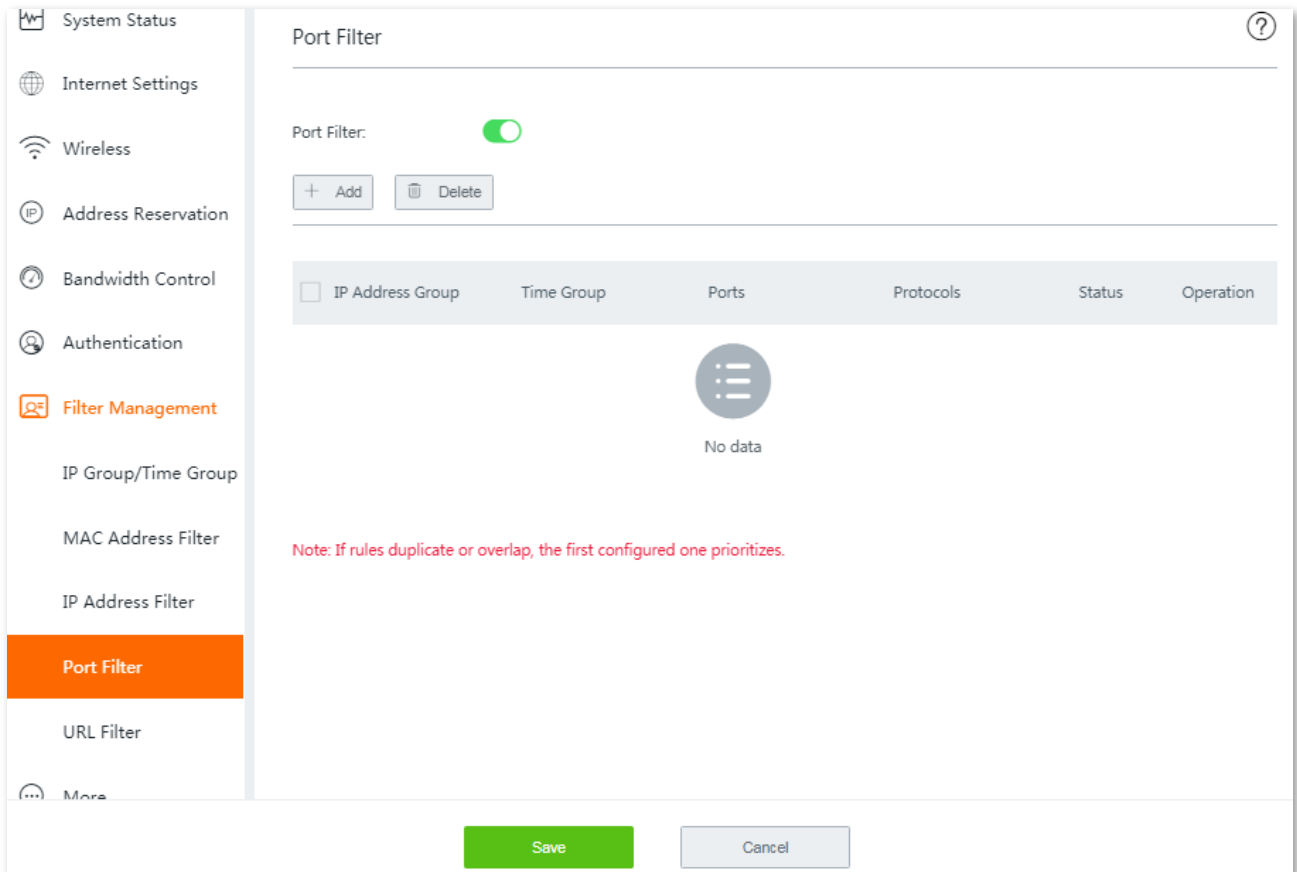 System Status
Internet Settings
Wireless
IP
Address Reservation
Bandwidth Control
Authentication
Filter Management
IP Group/Time Group
MAC Address Filter
IP Address Filter
Port Filter
URL Filter
More
Port Filter
?
Port Filter:
+ Add Delete
IP Address Group Time Group Ports Protocols Status Operation
No data
Note: If rules duplicate or overlap, the first configured one prioritizes.
Save Cancel